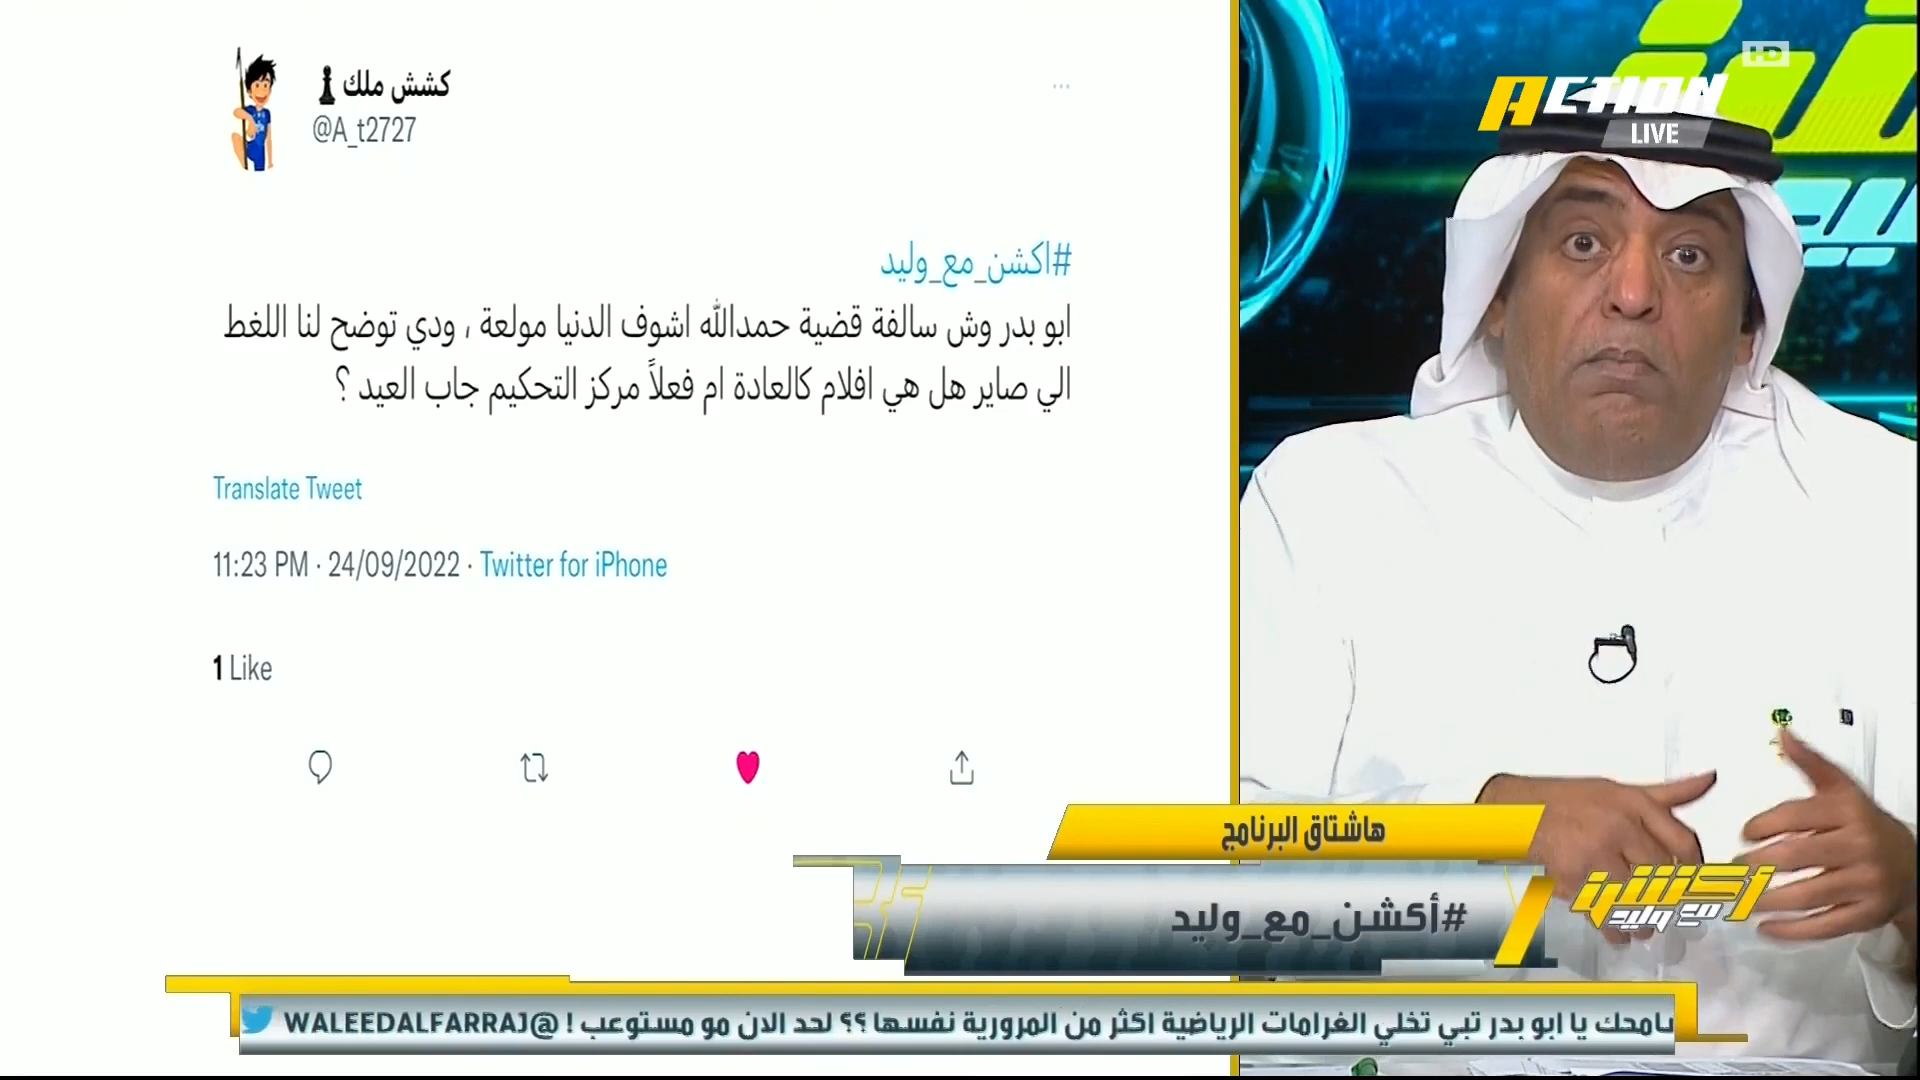 كشش ملك
@A_t2727
#اكشن_مع_وليد
ابو بدر وش سالفة قضية حمدالله اشوف الدنيا مولعة ، ودي توضح لنا اللغط
الي صاير هل هي افلام كالعادة ام فعلاً مركز التحكيم جاب العيد ؟
Translate Tweet
11:23 PM · 24/09/2022 · Twitter for iPhone
1 Like
HD
ACTION
LIVE
هاشتاق البرنامج
#أكشن_مع_وليد
أكشن
مع وليد
يا ابو بدر تبي تخلي الغرامات الرياضية اكثر من المرورية نفسها ؟؟ لحد الان مو مستوعب ! @WALEEDALFARRAJ